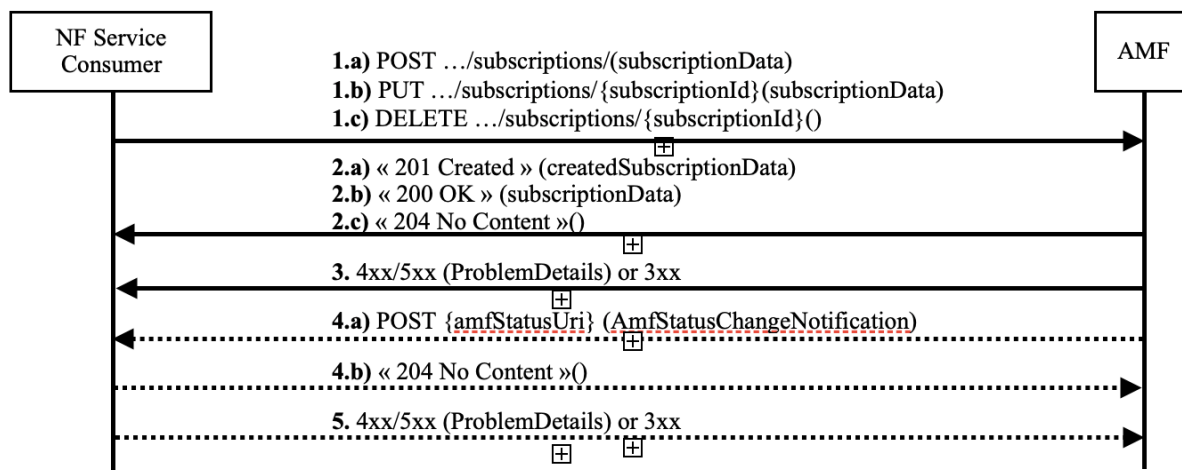 NF Service
Consumer
AMF
1.a) POST …/subscriptions/(subscriptionData)
1.b) PUT …/subscriptions/{subscriptionId}(subscriptionData)
1.c) DELETE …/subscriptions/{subscriptionId}()
2.a) « 201 Created » (createdSubscriptionData)
2.b) « 200 OK » (subscriptionData)
2.c) « 204 No Content »()
3. 4xx/5xx (ProblemDetails) or 3xx
4.a) POST {amfStatusUri} (AmfStatusChangeNotification)
4.b) « 204 No Content »()
5. 4xx/5xx (ProblemDetails) or 3xx